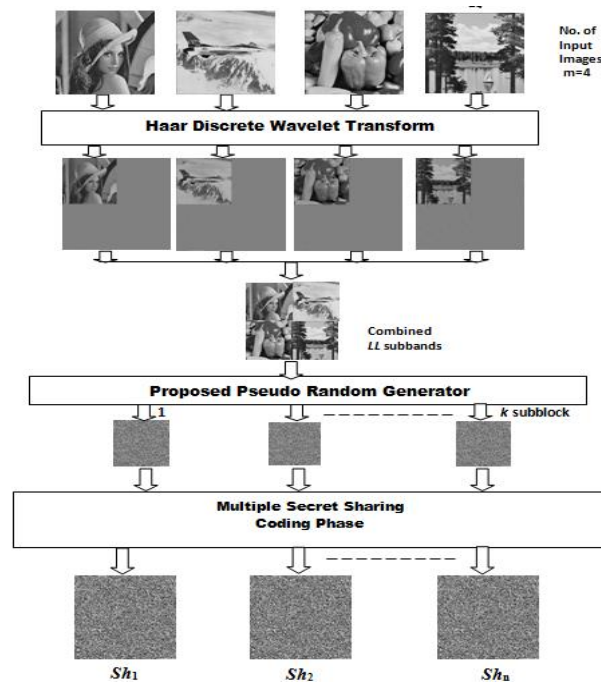 No. of
Input
Images
m=4
Haar Discrete Wavelet Transform
Combined
LL subbands
Proposed Pseudo Random Generator
1
k subblock
Multiple Secret Sharing
Coding Phase
Sh1
Sh2
Shn